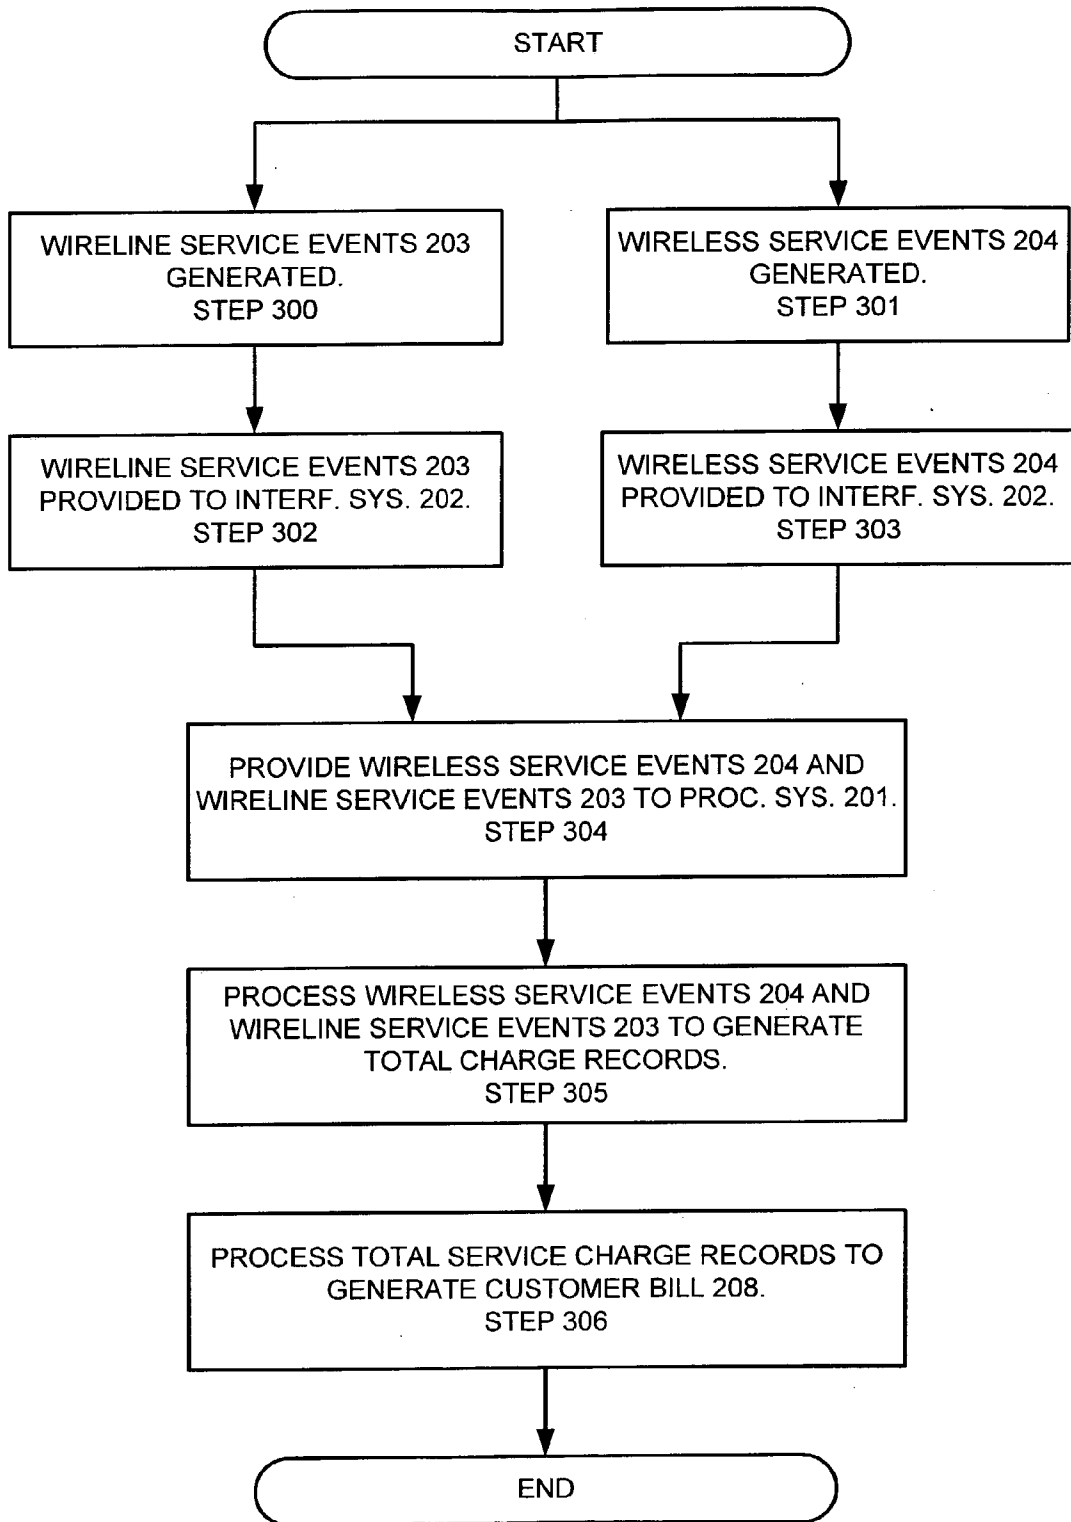 START
WIRELINE SERVICE EVENTS 203
GENERATED.
STEP 300
WIRELESS SERVICE EVENTS 204
GENERATED.
STEP 301
WIRELINE SERVICE EVENTS 203
PROVIDED TO INTERF. SYS. 202.
STEP 302
WIRELESS SERVICE EVENTS 204
PROVIDED TO INTERF. SYS. 202.
STEP 303
PROVIDE WIRELESS SERVICE EVENTS 204 AND
WIRELINE SERVICE EVENTS 203 TO PROC. SYS. 201.
STEP 304
PROCESS WIRELESS SERVICE EVENTS 204 AND
WIRELINE SERVICE EVENTS 203 TO GENERATE
TOTAL CHARGE RECORDS.
STEP 305
PROCESS TOTAL SERVICE CHARGE RECORDS TO
GENERATE CUSTOMER BILL 208.
STEP 306
END